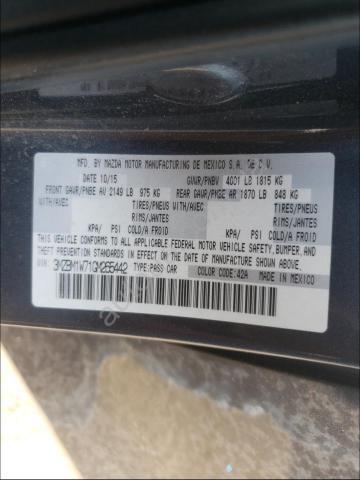 MFD. BY MAZDA MOTOR MANUFACTURING DE MEXICO S.A. DE C.V.
DATE 10/15 GVWR/PNBV 4001 LB 1815 KG
FRONT GAWR/PNBE AV 2149 LB 975 KG REAR GAWR/PNBE AR 1870 LB 848 KG
WITH/AVEC TIRES/PNEUS WITH/AVEC TIRES/PNEUS
RIMS/JANTES RIMS/JANTES
KPA/ PSI/ COLD/A FROID KPA/ PSI/ COLD/A FROID
THIS VEHICLE CONFORMS TO ALL APPLICABLE FEDERAL MOTOR VEHICLE SAFETY, BUMPER,
AND THEFT PREVENTION STANDARDS IN EFFECT ON THE DATE OF MANUFACTURE SHOWN ABOVE.
VIN: 3MZBM1W71GM265442 TYPE: PASS CAR COLOR CODE: 42A MADE IN MEXICO